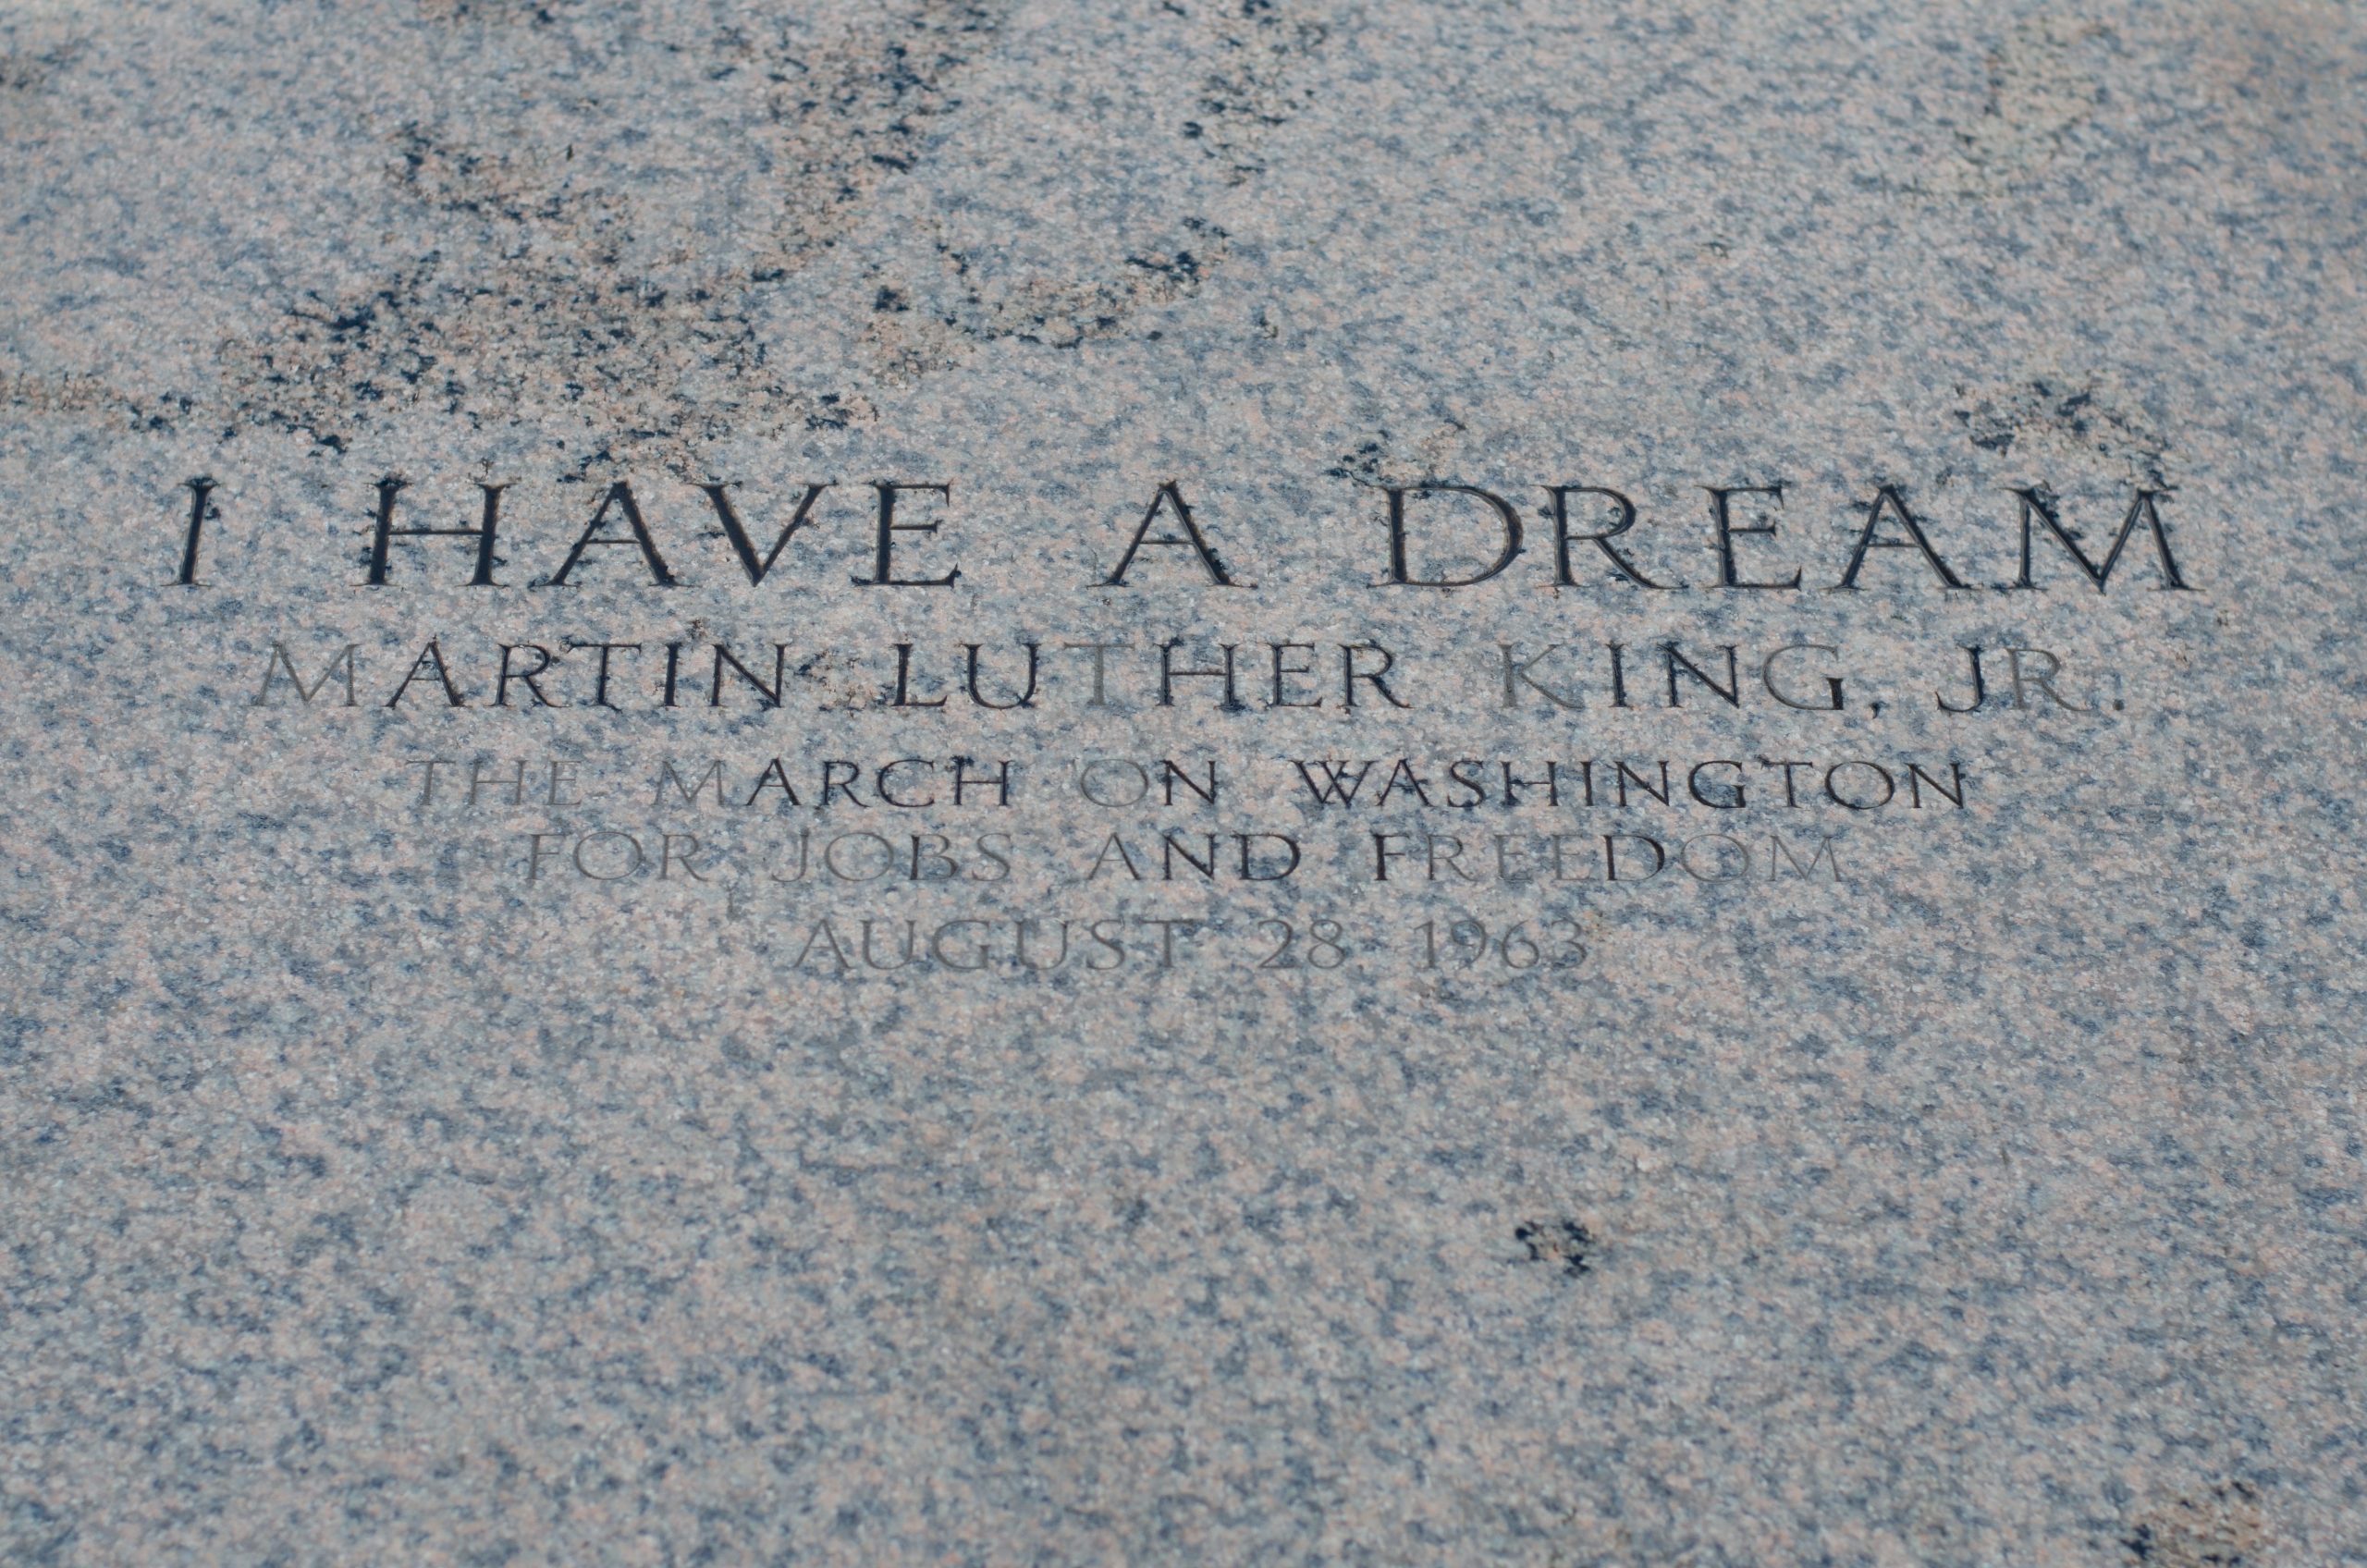 I HAVE A DREAM
MARTIN LUTHER KING, JR.
THE MARCH ON WASHINGTON
FOR JOBS AND FREEDOM
AUGUST 28 1963